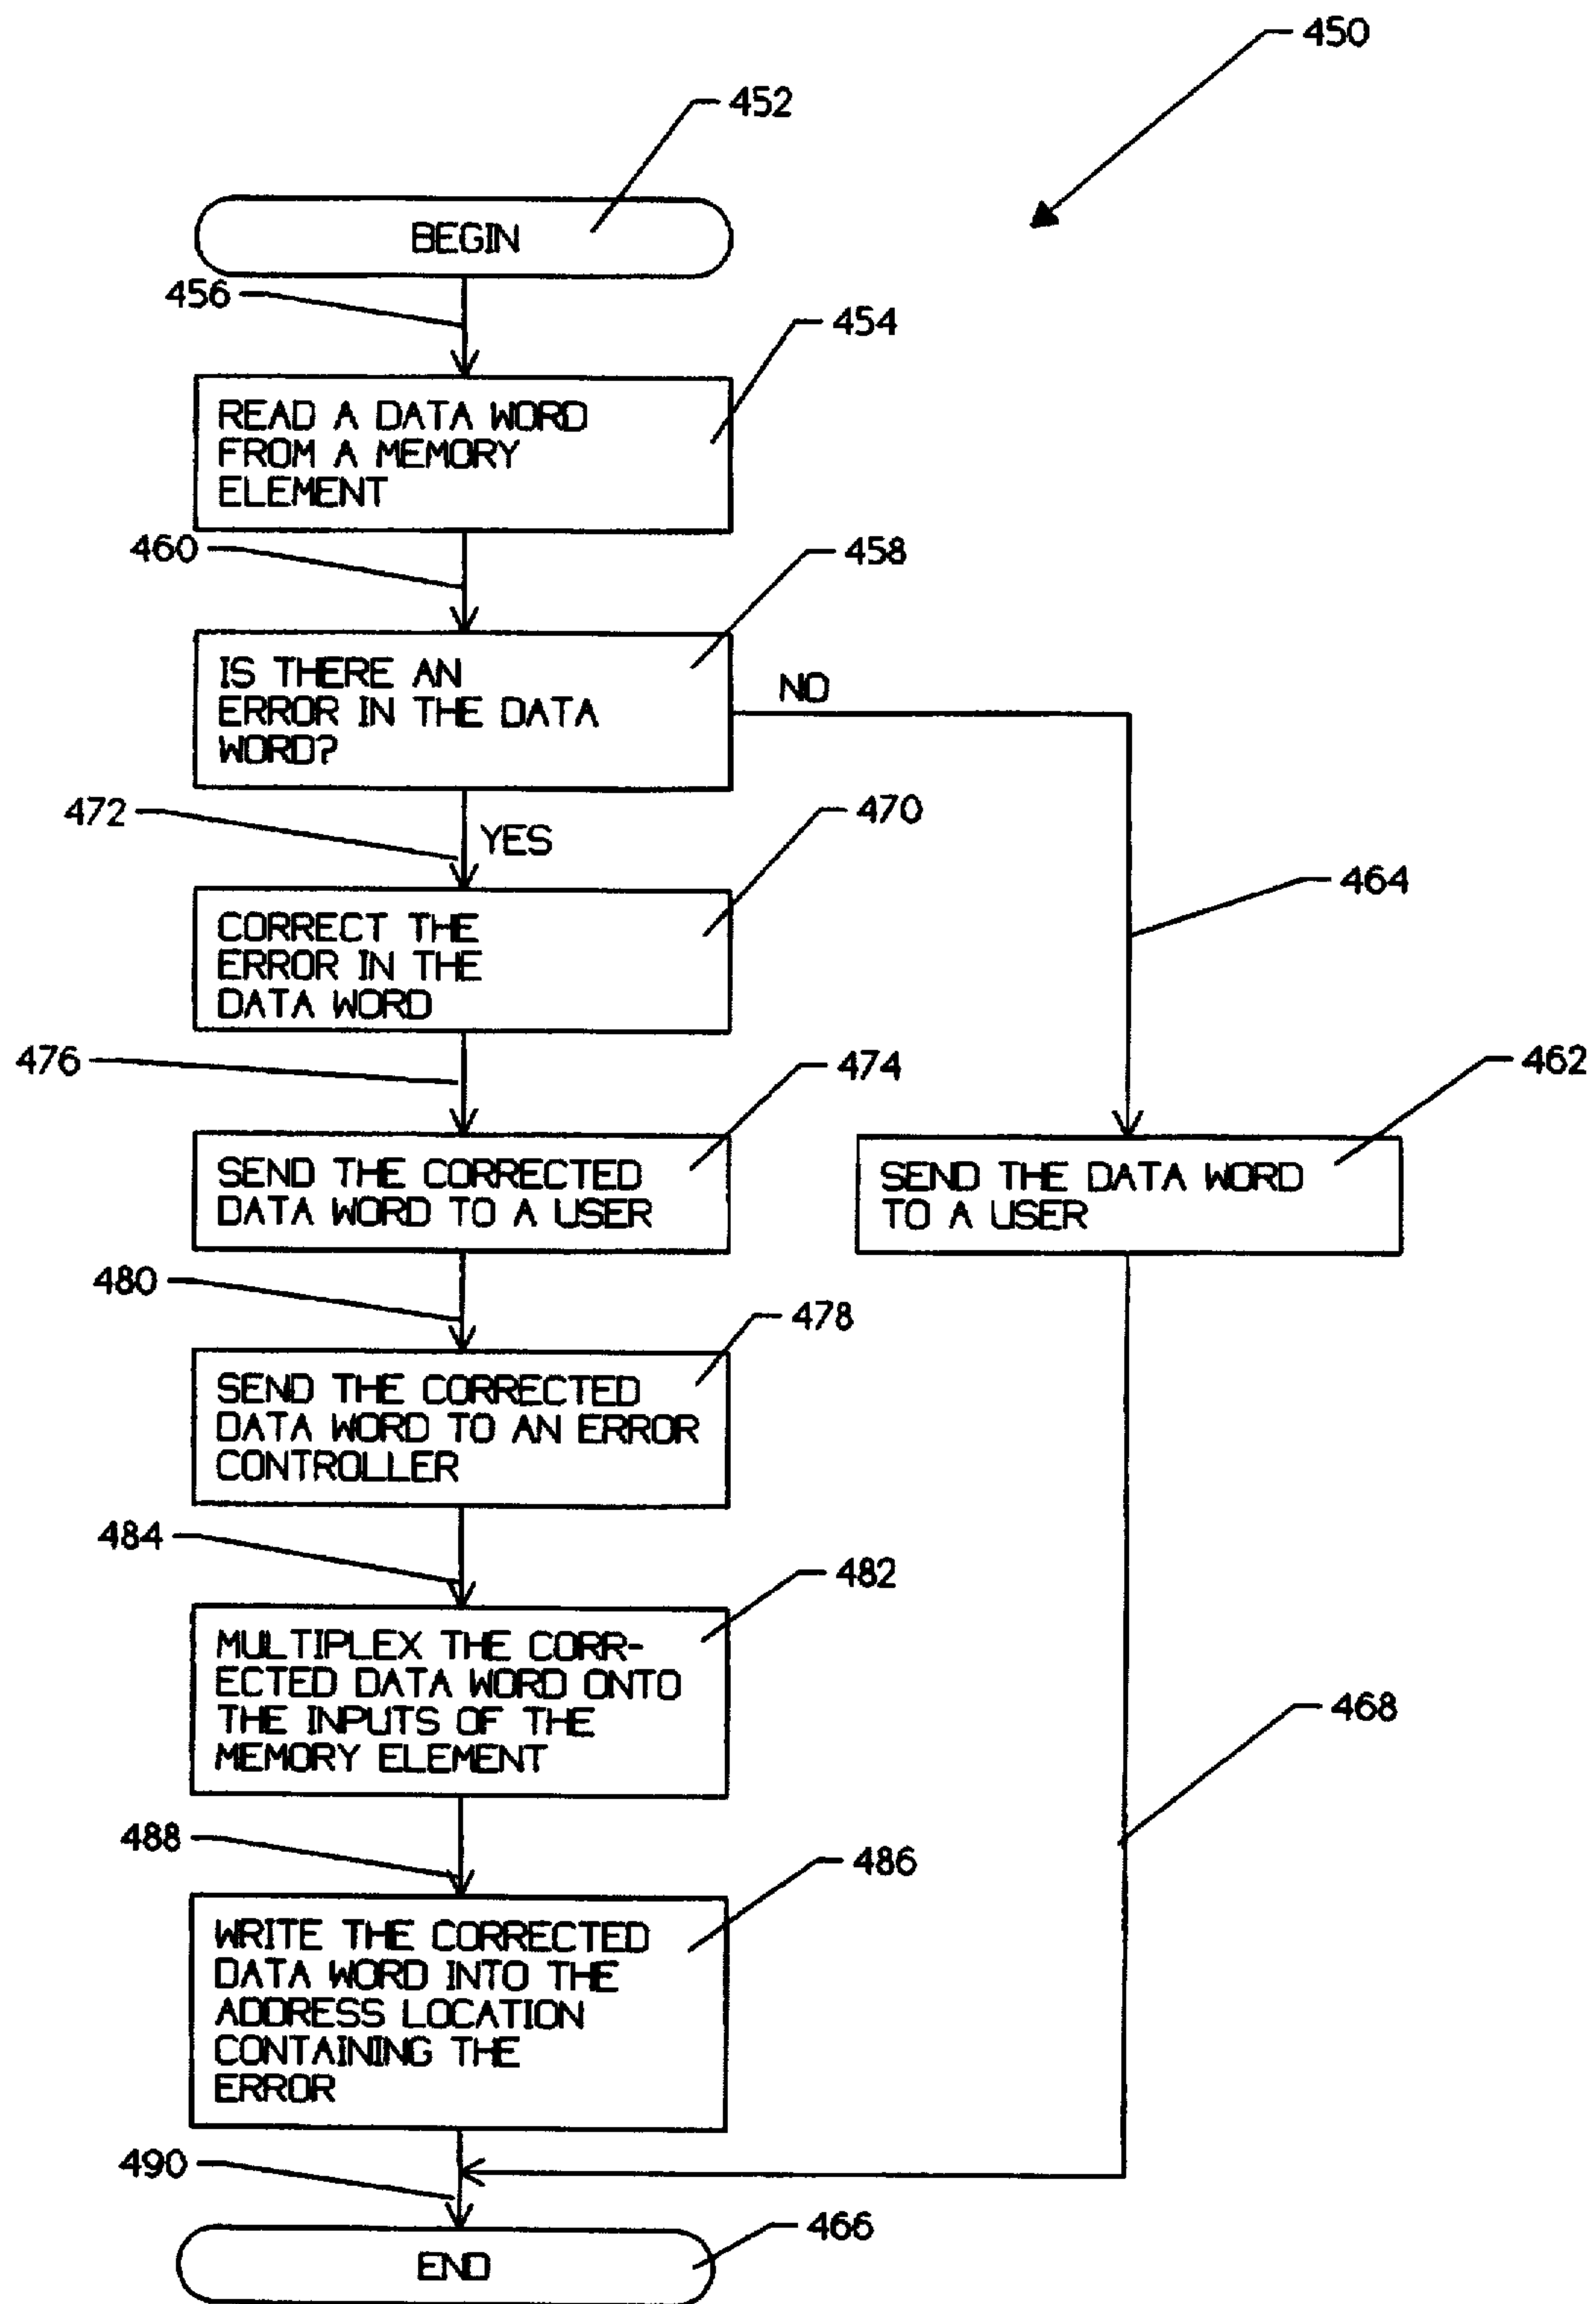 450
452
BEGIN
456
454
READ A DATA WORD
FROM A MEMORY
ELEMENT
460
458
IS THERE AN
ERROR IN THE DATA
WORD?
NO
472
YES
470
464
CORRECT THE
ERROR IN THE
DATA WORD
476
474
462
SEND THE CORRECTED
DATA WORD TO A USER
SEND THE DATA WORD
TO A USER
480
478
SEND THE CORRECTED
DATA WORD TO AN ERROR
CONTROLLER
484
482
MULTIPLEX THE CORR-
ECTED DATA WORD ONTO
THE INPUTS OF THE
MEMORY ELEMENT
468
488
486
WRITE THE CORRECTED
DATA WORD INTO THE
ADDRESS LOCATION
CONTAINING THE
ERROR
490
466
END